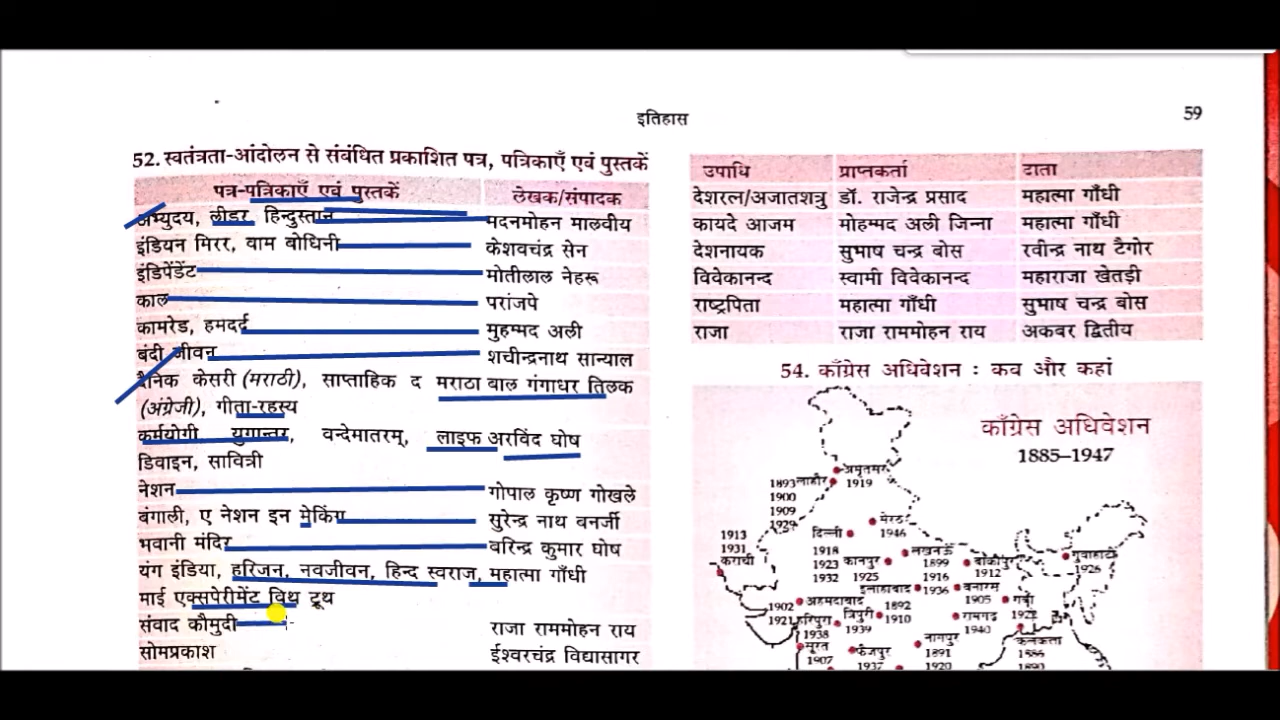 इतिहास
59
52. स्वतंत्रता-आंदोलन से संबंधित प्रकाशित पत्र, पत्रिकाएँ एवं पुस्तकें
पत्र-पत्रिकाएँ एवं पुस्तकें लेखक/संपादक
अभ्युदय, लीडर, हिन्दुस्तान मदनमोहन मालवीय
इंडियन मिरर, वाम बोधिनी केशवचंद्र सेन
इंडिपेंडेंट मोतीलाल नेहरू
काल परांजपे
कामरेड, हमदर्द मुहम्मद अली
बंदी जीवन शचीन्द्रनाथ सान्याल
दैनिक केसरी (मराठी), साप्ताहिक द मराठा बाल गंगाधर तिलक
(अंग्रेजी), गीता-रहस्य
कर्मयोगी युगान्तर, वन्देमातरम्, लाइफ अरविंद घोष
डिवाइन, सावित्री
नेशन गोपाल कृष्ण गोखले
बंगाली, ए नेशन इन मेकिंग सुरेन्द्र नाथ बनर्जी
भवानी मंदिर वरिन्द्र कुमार घोष
यंग इंडिया, हरिजन, नवजीवन, हिन्द स्वराज, महात्मा गाँधी
माई एक्सपेरीमेंट विथ ट्रूथ
संवाद कौमुदी राजा राममोहन राय
सोमप्रकाश ईश्वरचंद्र विद्यासागर
उपाधि प्राप्तकर्ता दाता
देशरत्न/अजातशत्रु डॉ. राजेन्द्र प्रसाद महात्मा गाँधी
कायदे आजम मोहम्मद अली जिन्ना महात्मा गाँधी
देशनायक सुभाष चन्द्र बोस रवीन्द्र नाथ टैगोर
विवेकानन्द स्वामी विवेकानन्द महाराजा खेतड़ी
राष्ट्रपिता महात्मा गाँधी सुभाष चन्द्र बोस
राजा राजा राममोहन राय अकबर द्वितीय
54. काँग्रेस अधिवेशन : कब और कहां
काँग्रेस अधिवेशन
1885–1947
अमृतसर
1919
लाहौर
1893
1900
1909
1929
मेरठ
1946
दिल्ली
1918
1923
1932
1913
1931
कराची
लखनऊ
1899
1916
1936
कानपुर
1925
बाँकीपुर
1912
गुवाहाटी
1926
इलाहाबाद
1892
1910
बनारस
1905
गया
अहमदाबाद
1902
1921
हरिपुरा
1938
त्रिपुरी
1939
रामगढ़
1940
कलकत्ता
1886
1890
नागपुर
1891
1920
सूरत
1907
फैजपुर
1937